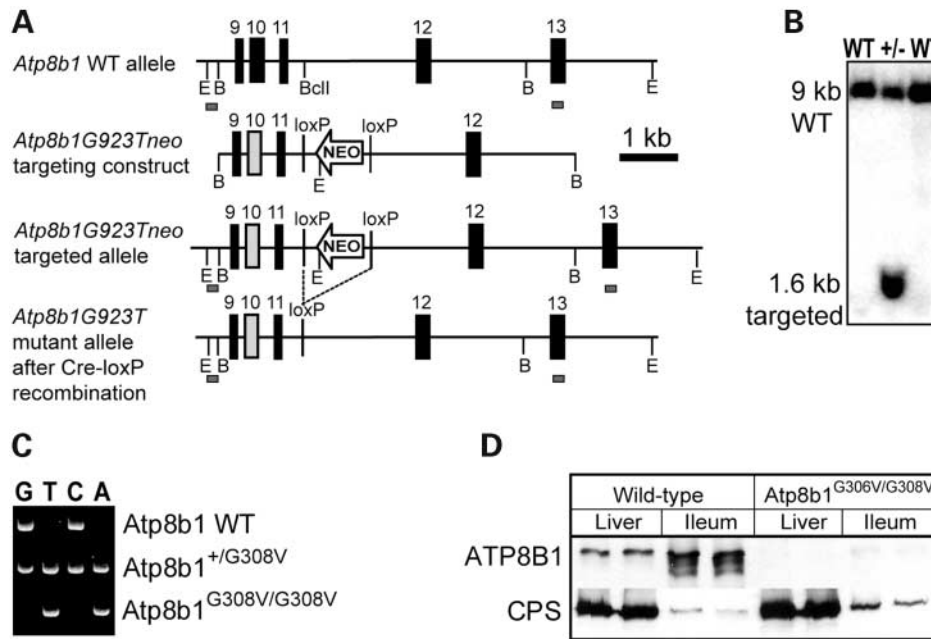 A
9 10 11 12 13
Atp8b1 WT allele
E B BclI B E
Atp8b1G923Tneo
targeting construct
9 10 11 loxP loxP 12
NEO
1 kb
B E B
Atp8b1G923Tneo
targeted allele
9 10 11 loxP loxP 12 13
NEO
E B E B E
Atp8b1G923T
mutant allele
after Cre-loxP
recombination
9 10 11 loxP 12 13
E B B E
B
WT +/- W
9 kb
WT
1.6 kb
targeted
C
G T C A
Atp8b1 WT
Atp8b1+/G308V
Atp8b1G308V/G308V
D
Wild-type Atp8b1G306V/G308V
Liver Ileum Liver Ileum
ATP8B1
CPS